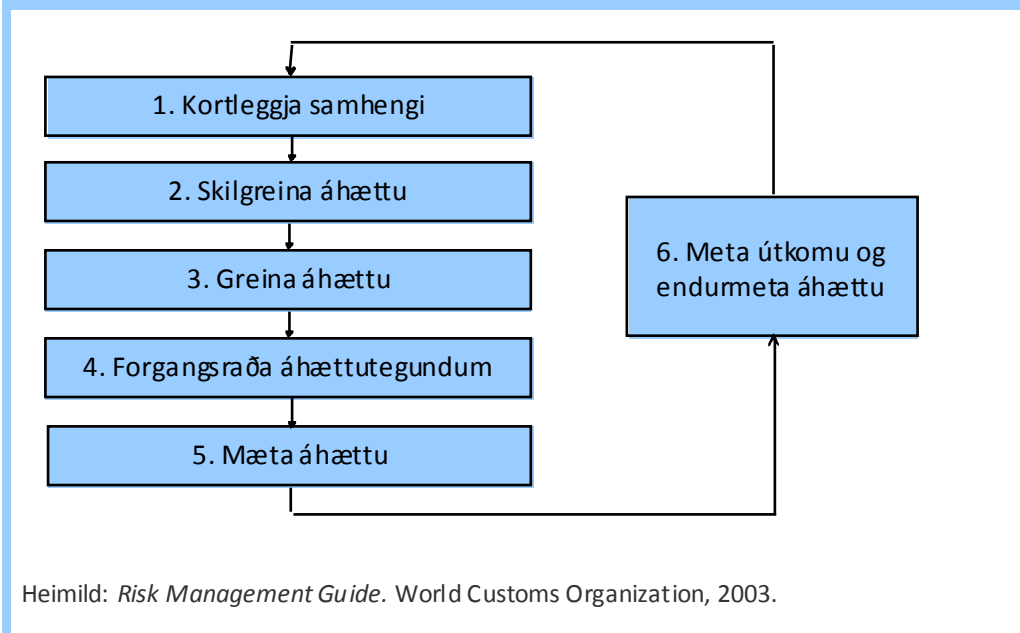 1. Kortleggja samhengi
2. Skilgreina áhættu
3. Greina áhættu
4. Forgangsraða áhættutegundum
5. Mæta áhættu
6. Meta útkomu og
endurmeta áhættu
Heimild: Risk Management Guide. World Customs Organization, 2003.